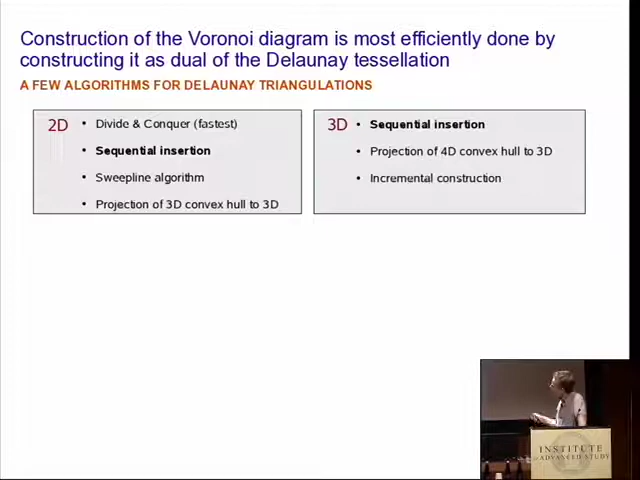 Construction of the Voronoi diagram is most efficiently done by
constructing it as dual of the Delaunay tessellation
A FEW ALGORITHMS FOR DELAUNAY TRIANGULATIONS
2D
• Divide & Conquer (fastest)
• Sequential insertion
• Sweepline algorithm
• Projection of 3D convex hull to 3D
3D
• Sequential insertion
• Projection of 4D convex hull to 3D
• Incremental construction
INSTITUTE
for ADVANCED STUDY